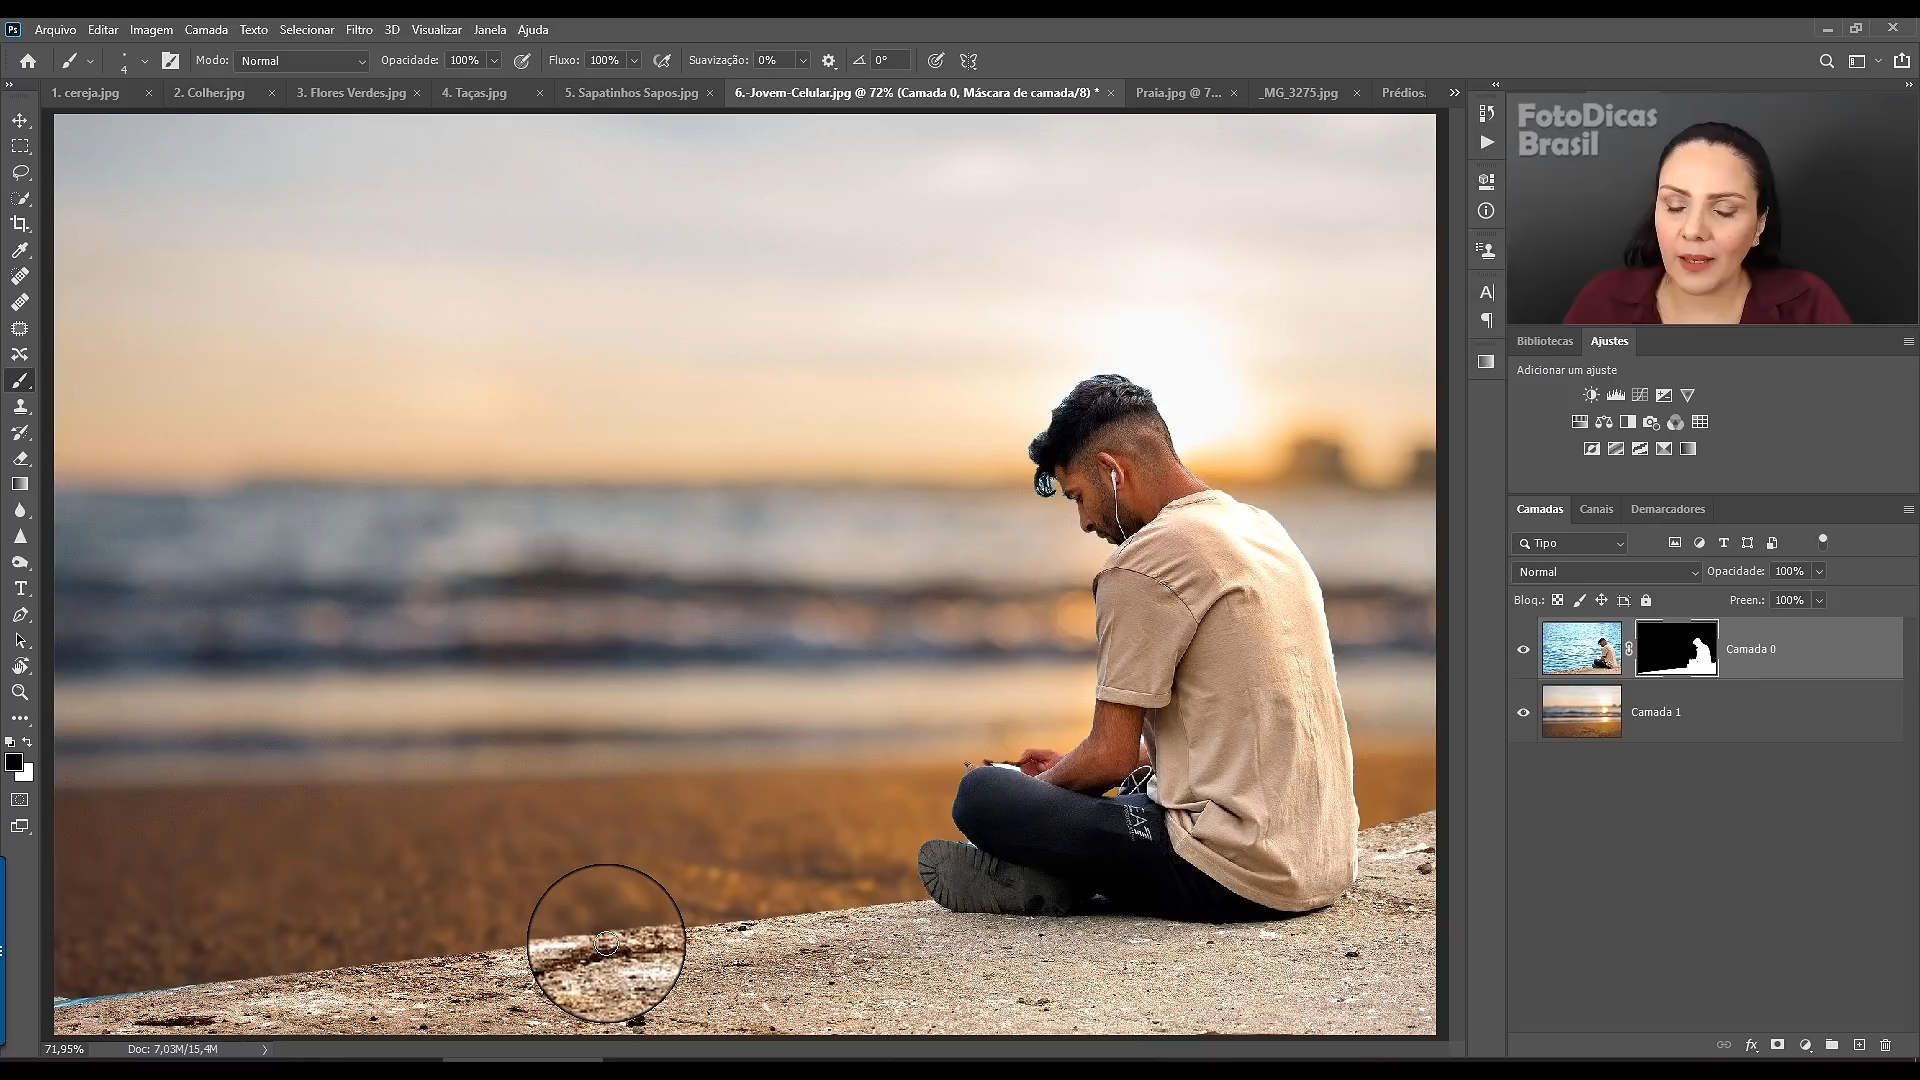 Ps Arquivo Editar Imagem Camada Texto Selecionar Filtro 3D Visualizar Janela Ajuda
4 Modo: Normal Opacidade: 100% Fluxo: 100% Suavização: 0% 0°
1. cereja.jpg 2. Colher.jpg 3. Flores Verdes.jpg 4. Taças.jpg 5. Sapatinhos Sapos.jpg 6.-Jovem-Celular.jpg @ 72% (Camada 0, Máscara de camada/8) * Praia.jpg @ 7... _MG_3275.jpg Prédios.
FotoDicas
Brasil
Bibliotecas Ajustes
Adicionar um ajuste
Camadas Canais Demarcadores
Tipo
Normal Opacidade: 100%
Bloq.: Preen.: 100%
Camada 0
Camada 1
EA7
71,95% Doc: 7,03M/15,4M